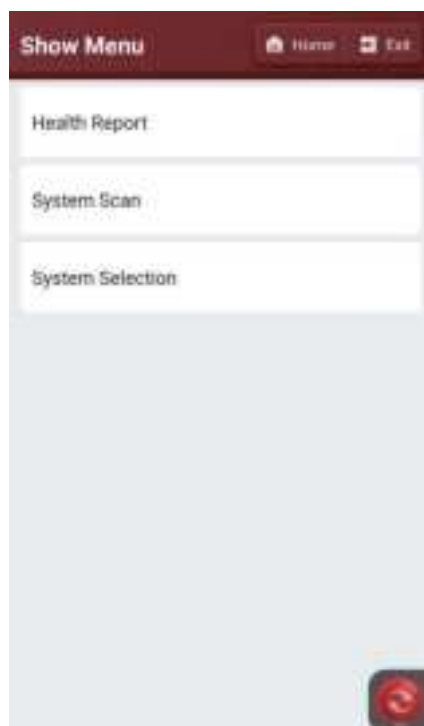 Show Menu
Home
Exit
Health Report
System Scan
System Selection